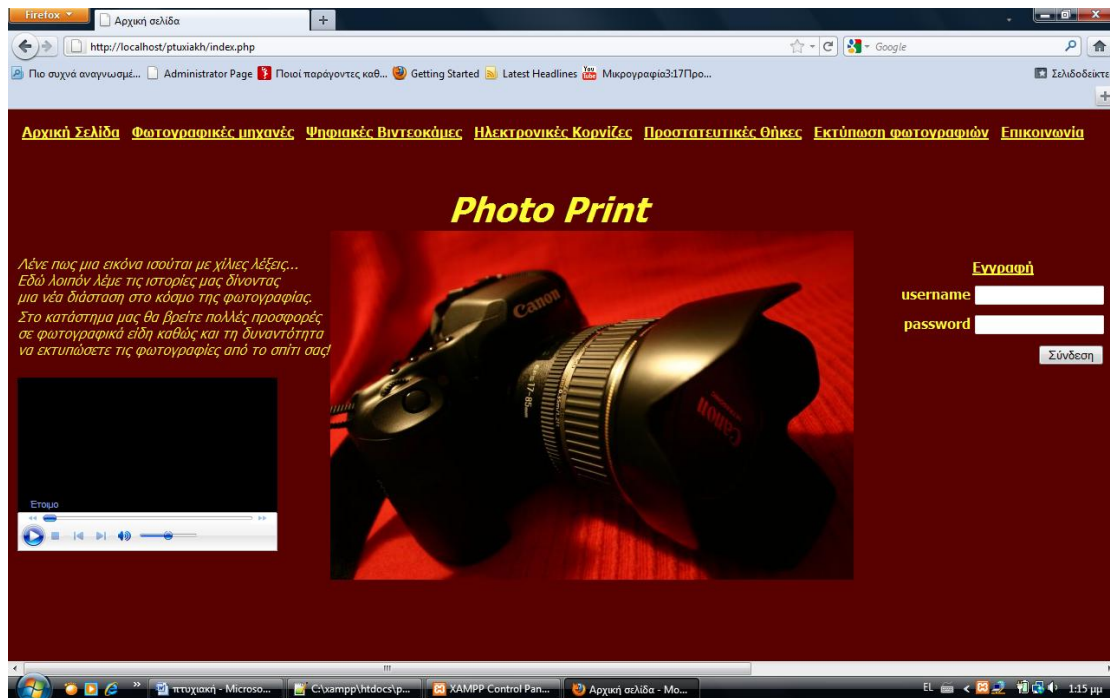 Firefox
Αρχική σελίδα
http://localhost/ptuxiakh/index.php
Google
Πιο συχνά αναγνωσμέ... Administrator Page Ποιοί παράγοντες καθ... Getting Started Latest Headlines Μικρογραφία3:17Προ...
Σελιδοδείκτε
Αρχική Σελίδα Φωτογραφικές μηχανές Ψηφιακές Βιντεοκάμες Ηλεκτρονικές Κορνίζες Προστατευτικές Θήκες Εκτύπωση φωτογραφιών Επικοινωνία
Photo Print
Λένε πως μια εικόνα ισούται με χίλιες λέξεις...
Εδώ λοιπόν λέμε τις ιστορίες μας δίνοντας
μια νέα διάσταση στο κόσμο της φωτογραφίας.
Στο κατάστημα μας θα βρείτε πολλές προσφορές
σε φωτογραφικά είδη καθώς και τη δυναντότητα
να εκτυπώσετε τις φωτογραφίες από το σπίτι σας!
Έτοιμο
Canon
17-85
Canon
Εγγραφή
username
password
Σύνδεση
πτυχιακή - Microso... C:\xampp\htdocs\p... XAMPP Control Pan... Αρχική σελίδα - Mo...
EL 1:15 μμ